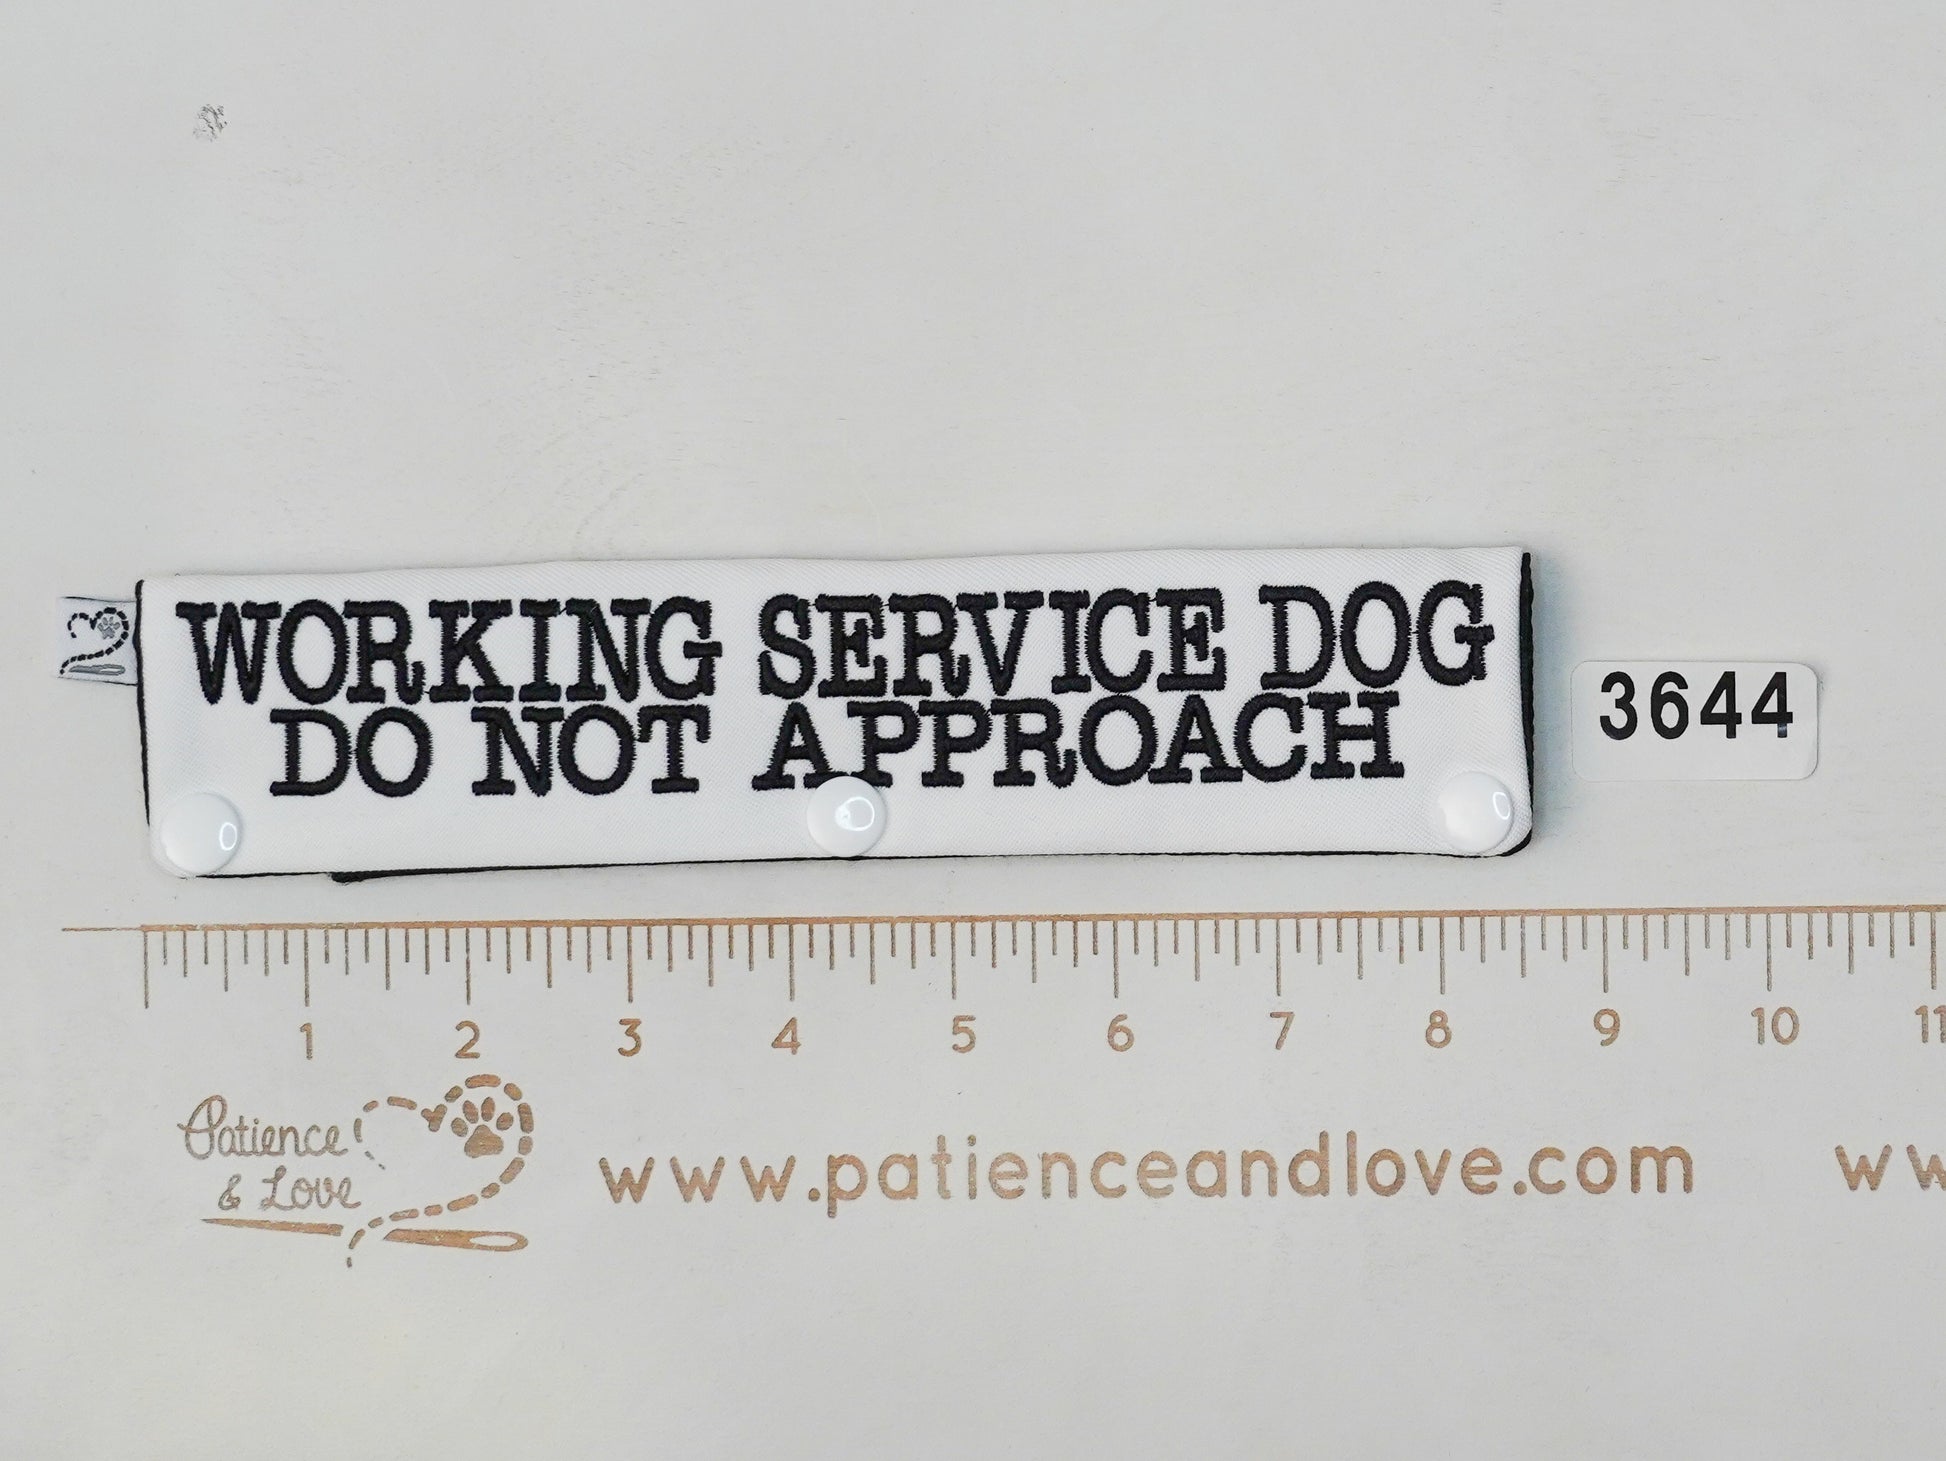 WORKING SERVICE DOG
DO NOT APPROACH
3644
1 2 3 4 5 6 7 8 9 10 11
Patience
& Love
www.patienceandlove.com
ww